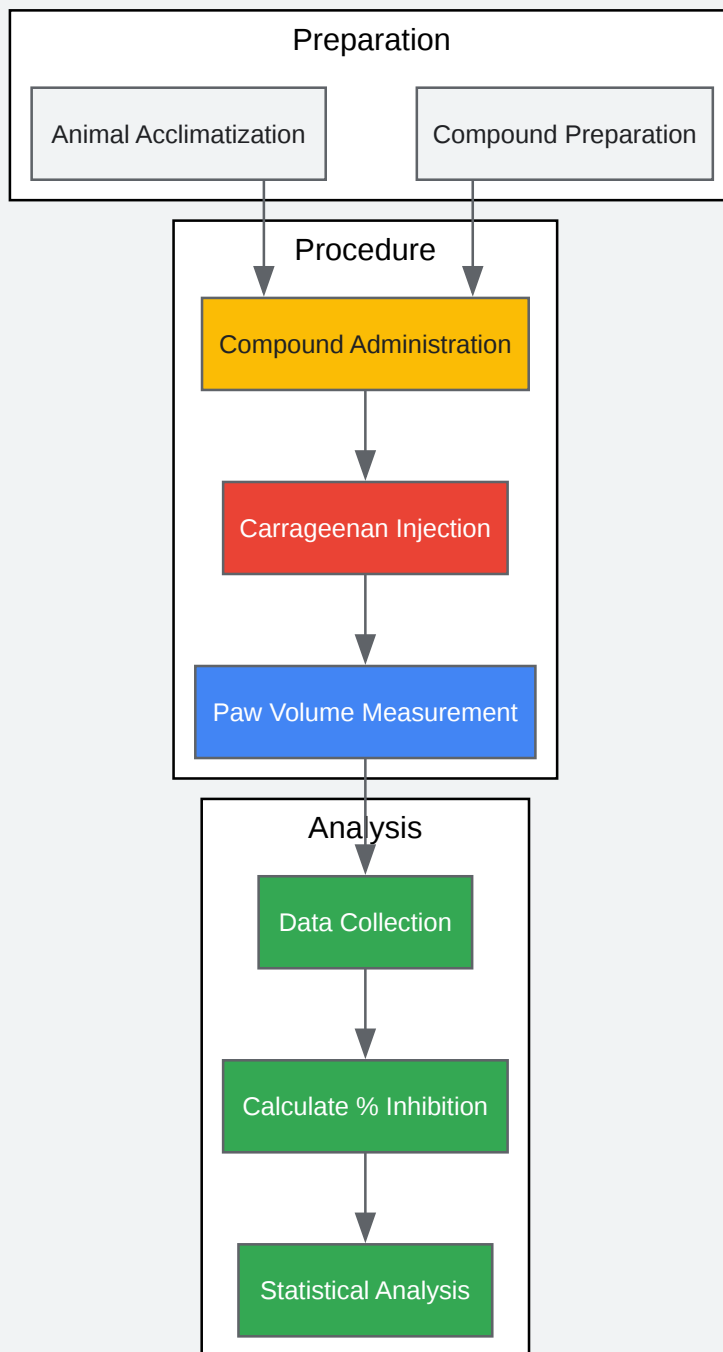 Preparation
Animal Acclimatization
Compound Preparation
Procedure
Compound Administration
Carrageenan Injection
Paw Volume Measurement
Analysis
Data Collection
Calculate % Inhibition
Statistical Analysis